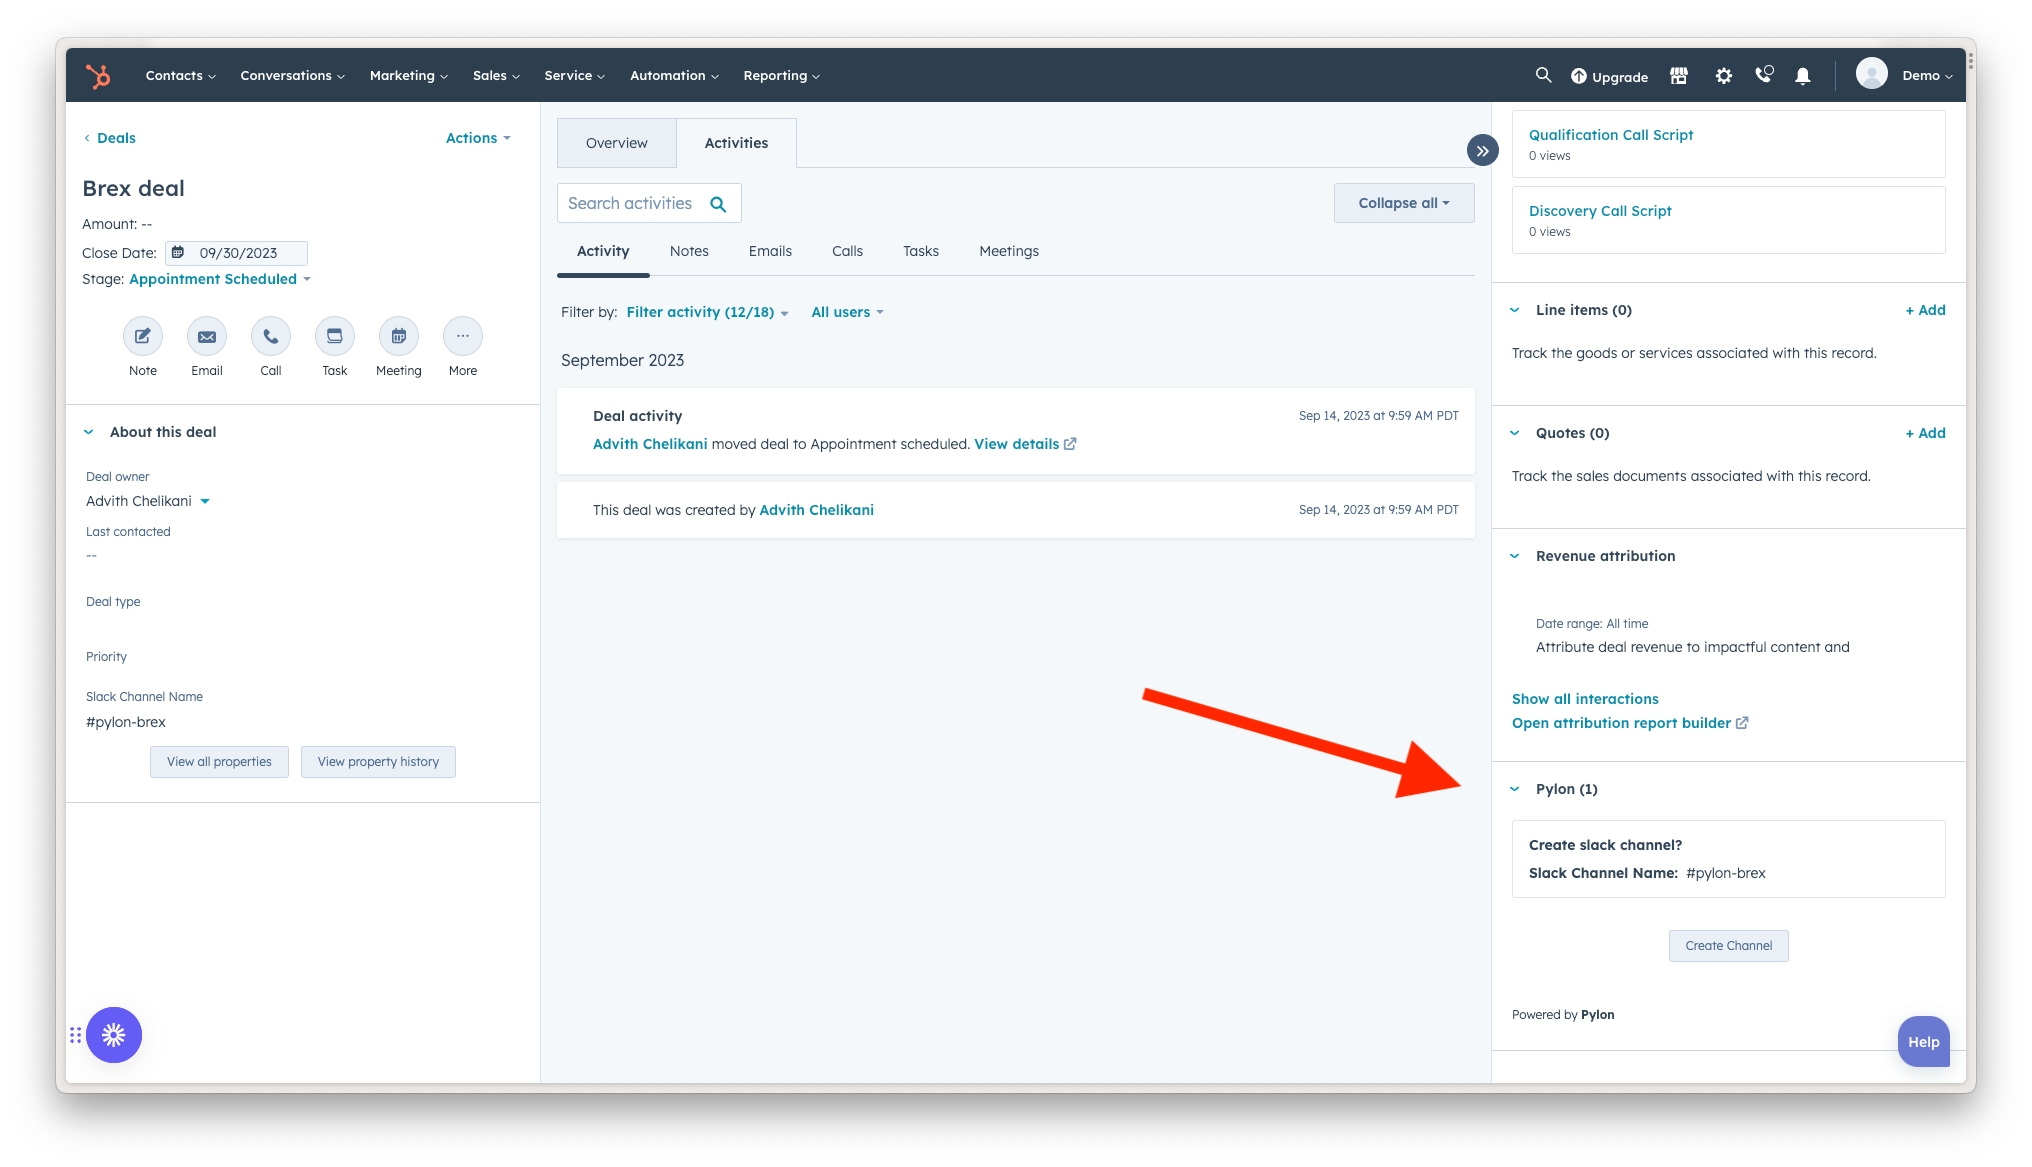 Contacts Conversations Marketing Sales Service Automation Reporting Upgrade Demo
Deals
Actions
Brex deal
Amount: --
Close Date: 09/30/2023
Stage: Appointment Scheduled
Note Email Call Task Meeting More
About this deal
Deal owner
Advith Chelikani
Last contacted
--
Deal type
Priority
Slack Channel Name
#pylon-brex
View all properties View property history
Overview Activities
Search activities
Collapse all
Activity Notes Emails Calls Tasks Meetings
Filter by: Filter activity (12/18) All users
September 2023
Deal activity Sep 14, 2023 at 9:59 AM PDT
Advith Chelikani moved deal to Appointment scheduled. View details
This deal was created by Advith Chelikani Sep 14, 2023 at 9:59 AM PDT
Qualification Call Script
0 views
Discovery Call Script
0 views
Line items (0) + Add
Track the goods or services associated with this record.
Quotes (0) + Add
Track the sales documents associated with this record.
Revenue attribution
Date range: All time
Attribute deal revenue to impactful content and
Show all interactions
Open attribution report builder
Pylon (1)
Create slack channel?
Slack Channel Name: #pylon-brex
Create Channel
Powered by Pylon
Help